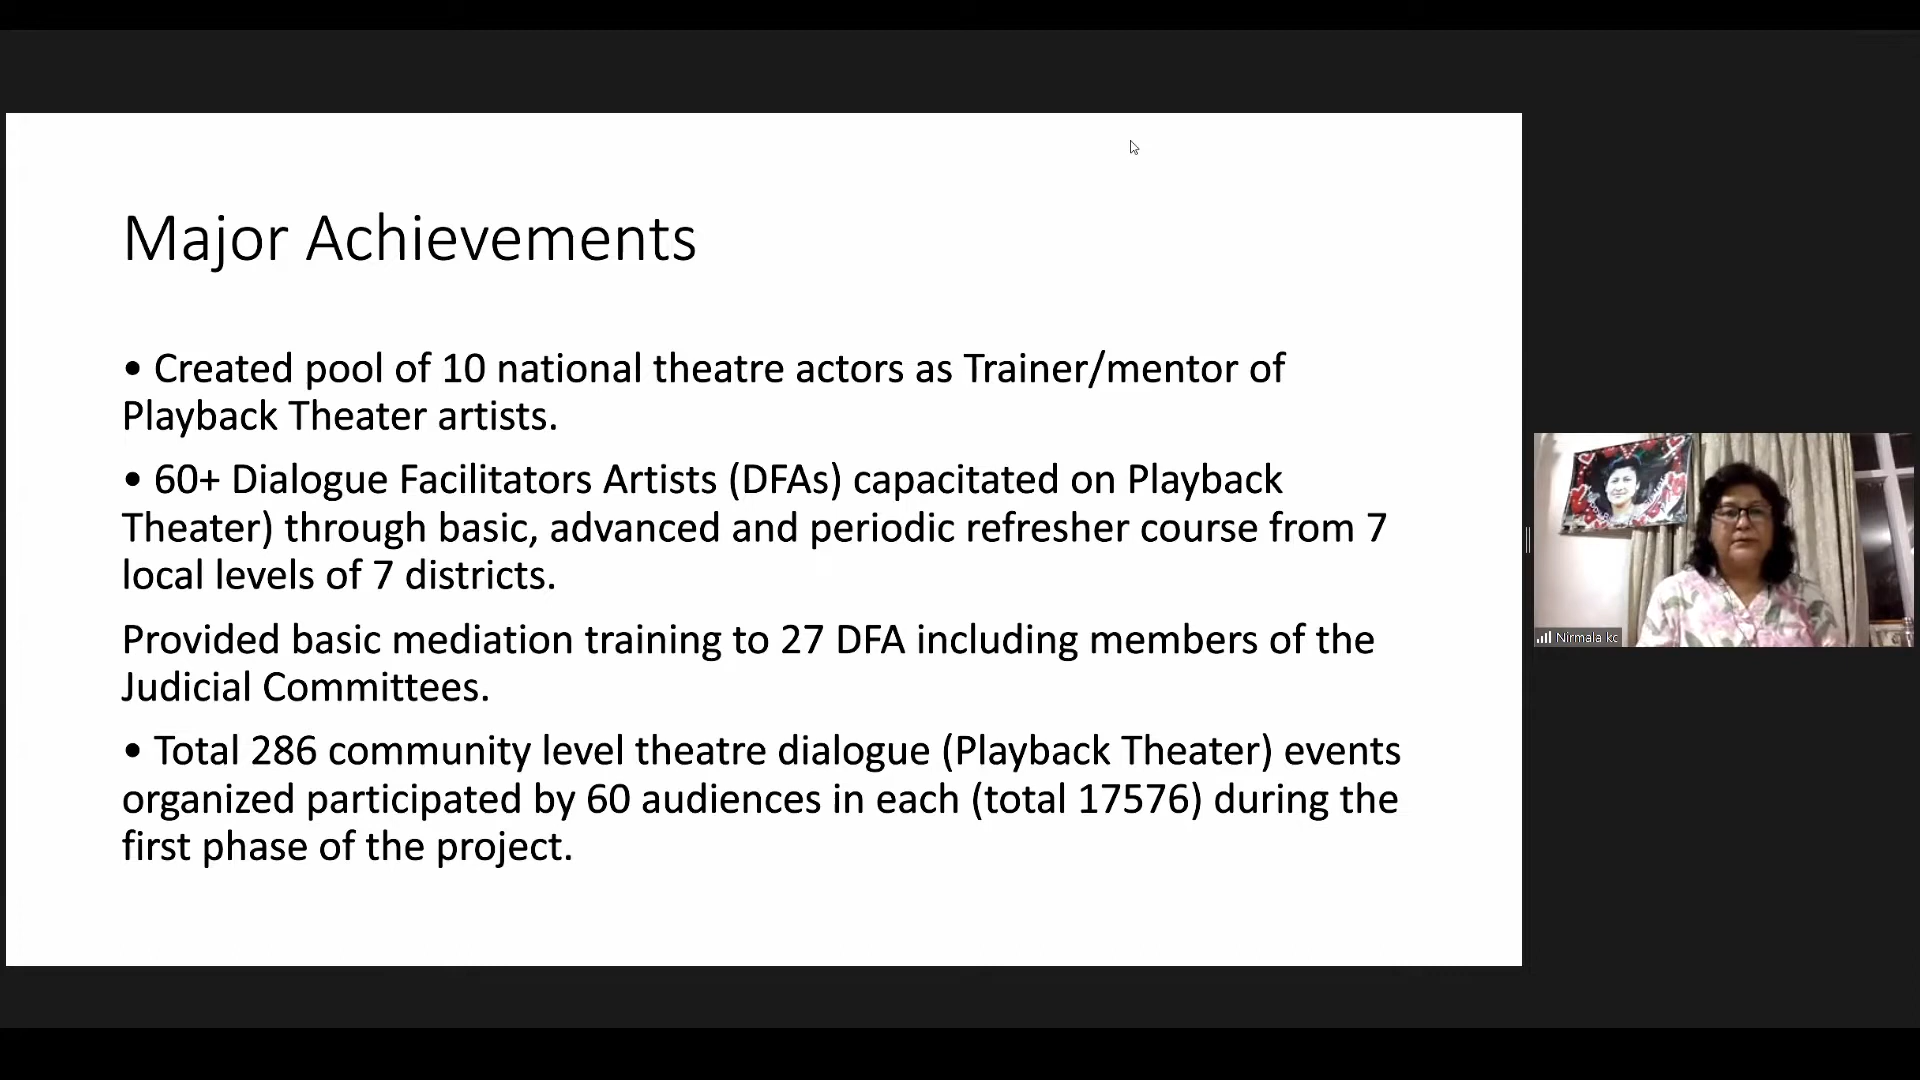 Major Achievements
• Created pool of 10 national theatre actors as Trainer/mentor of
Playback Theater artists.
• 60+ Dialogue Facilitators Artists (DFAs) capacitated on Playback
Theater) through basic, advanced and periodic refresher course from 7
local levels of 7 districts.
Provided basic mediation training to 27 DFA including members of the
Judicial Committees.
• Total 286 community level theatre dialogue (Playback Theater) events
organized participated by 60 audiences in each (total 17576) during the
first phase of the project.
Nirmala kc